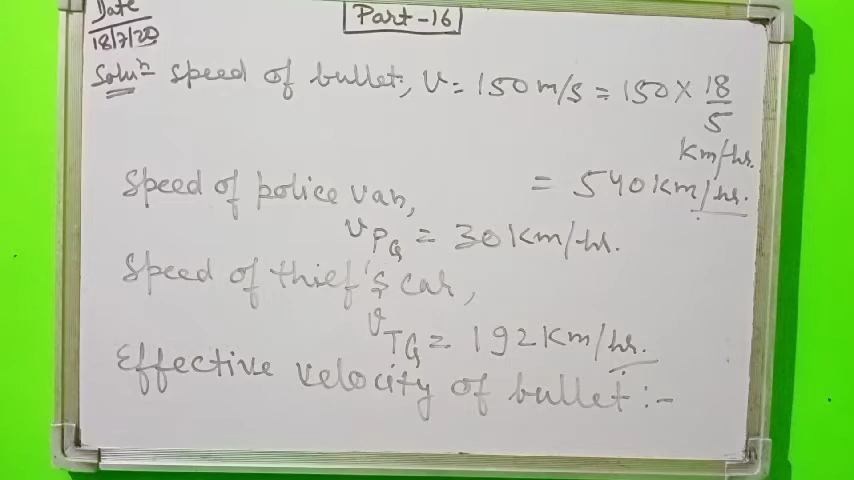 Date
18/7/20
Part-16
Solu'n speed of bullet, v = 150 m/s = 150 × 18/5
Km/hr.
= 540 Km/hr.
Speed of police van,
v_PG = 30 Km/hr.
Speed of thief's car,
v_TG = 192 Km/hr.
Effective velocity of bullet :-